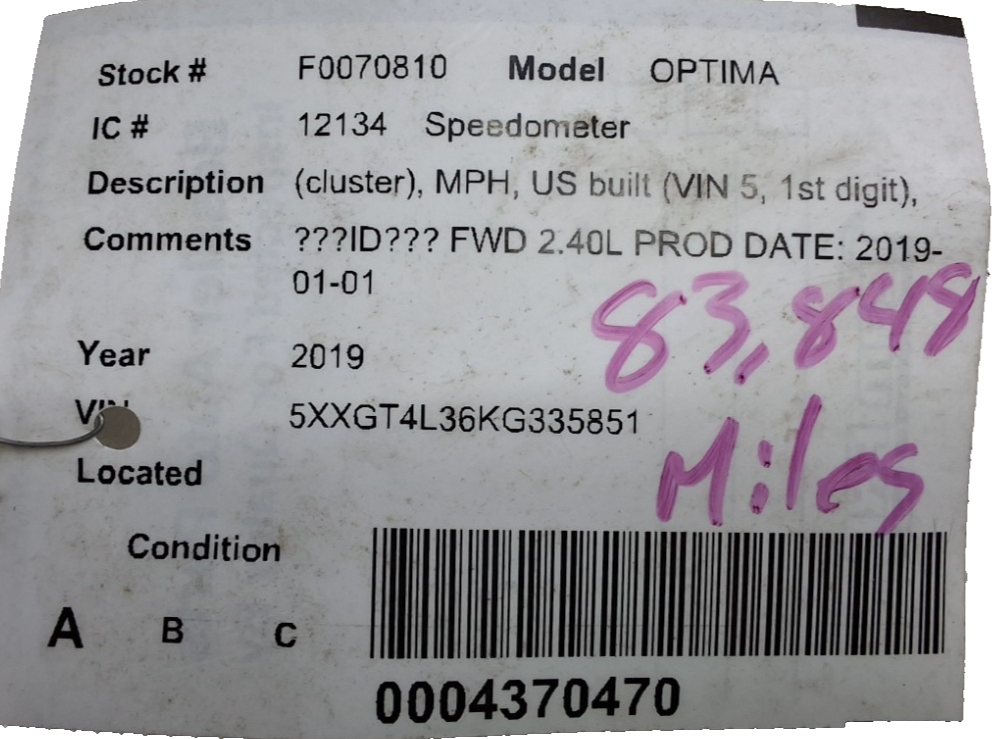 Stock # F0070810 Model OPTIMA
IC # 12134 Speedometer
Description (cluster), MPH, US built (VIN 5, 1st digit),
Comments ???ID??? FWD 2.40L PROD DATE: 2019-
01-01
83,848
Year 2019
VIN 5XXGT4L36KG335851
Miles
Located
Condition
A B C
0004370470